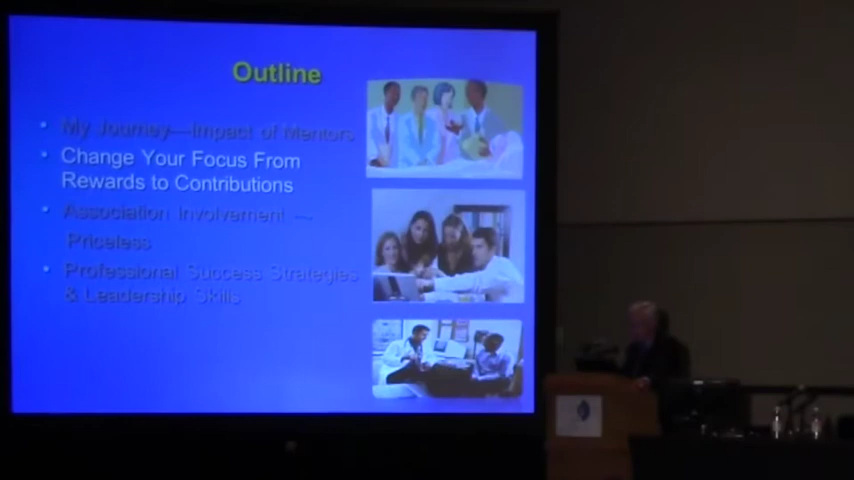 Outline
• My Journey—Impact of Mentors
• Change Your Focus From
Rewards to Contributions
• Association Involvement —
Priceless
• Professional Success Strategies
& Leadership Skills